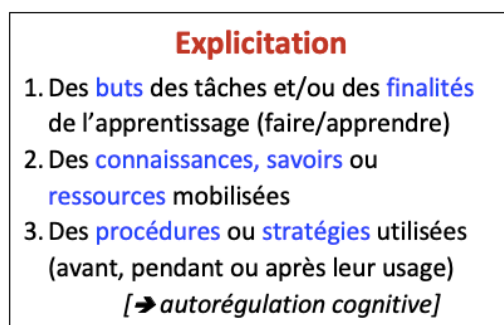 Explicitation
1. Des buts des tâches et/ou des finalités
de l'apprentissage (faire/apprendre)
2. Des connaissances, savoirs ou
ressources mobilisées
3. Des procédures ou stratégies utilisées
(avant, pendant ou après leur usage)
[➔ autorégulation cognitive]